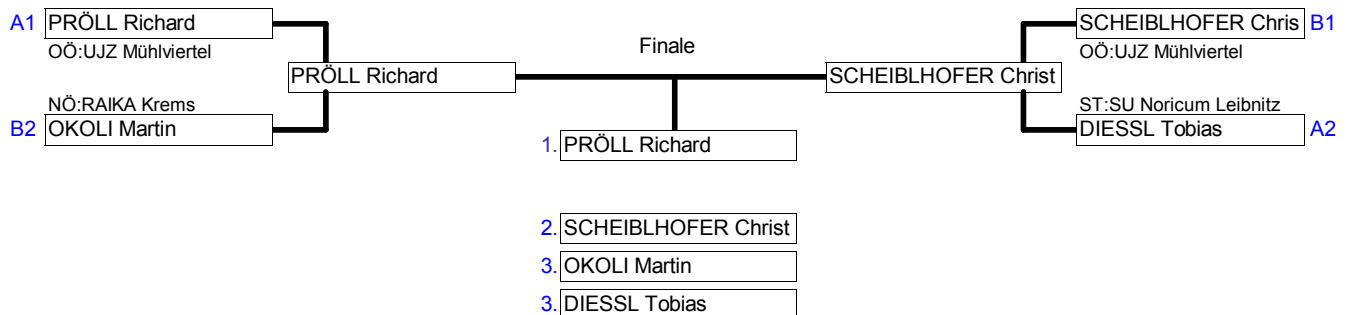 A1 PRÖLL Richard
OÖ:UJZ Mühlviertel
PRÖLL Richard
NÖ:RAIKA Krems
B2 OKOLI Martin
Finale
SCHEIBLHOFER Chris B1
OÖ:UJZ Mühlviertel
SCHEIBLHOFER Christ
ST:SU Noricum Leibnitz
DIESSL Tobias A2
1. PRÖLL Richard
2. SCHEIBLHOFER Christ
3. OKOLI Martin
3. DIESSL Tobias